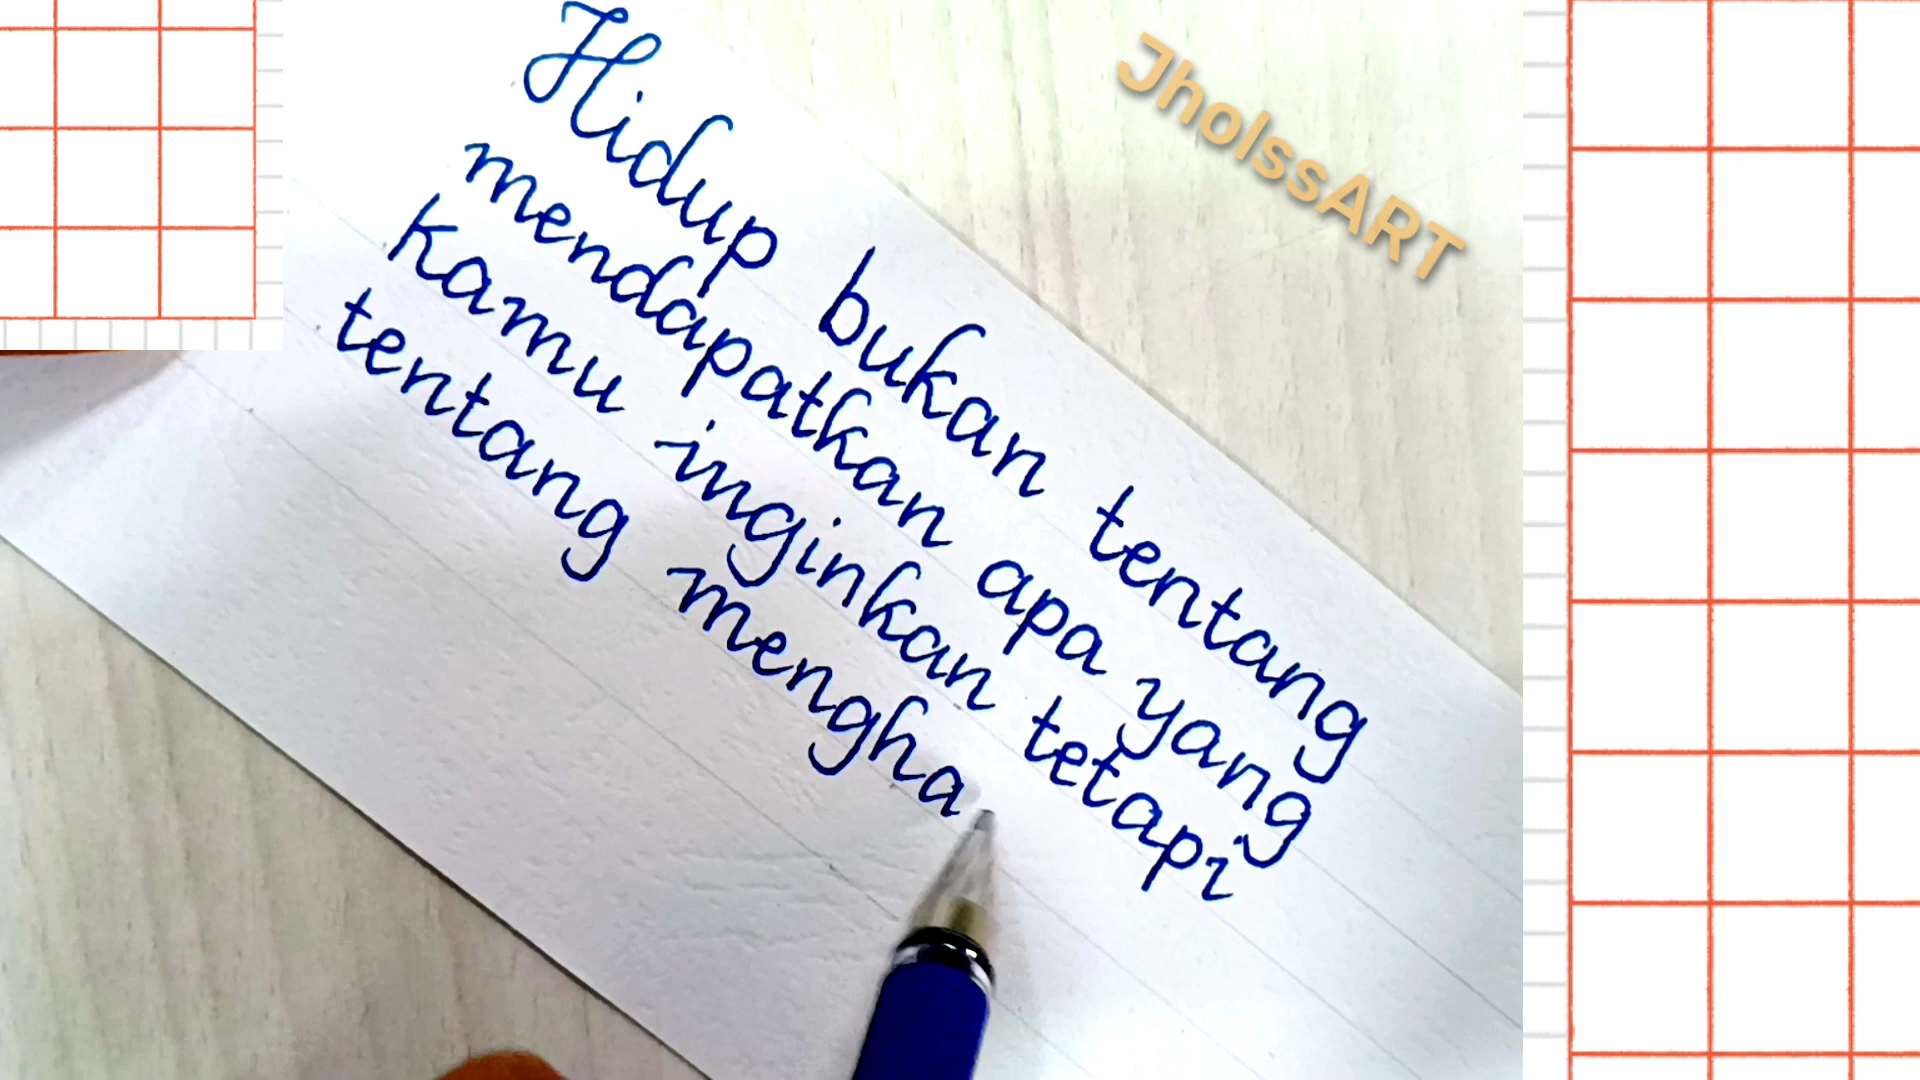 Hidup bukan tentang
mendapatkan apa yang
kamu inginkan tetapi
tentang mengha
JholssART